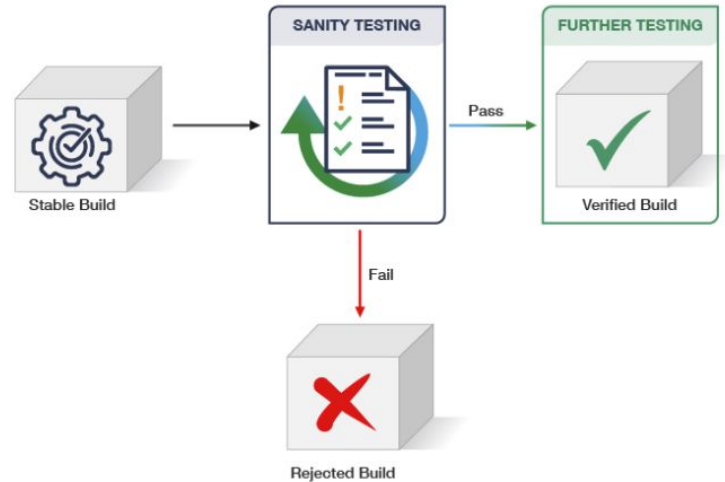 SANITY TESTING
FURTHER TESTING
Pass
Stable Build
Verified Build
Fail
Rejected Build